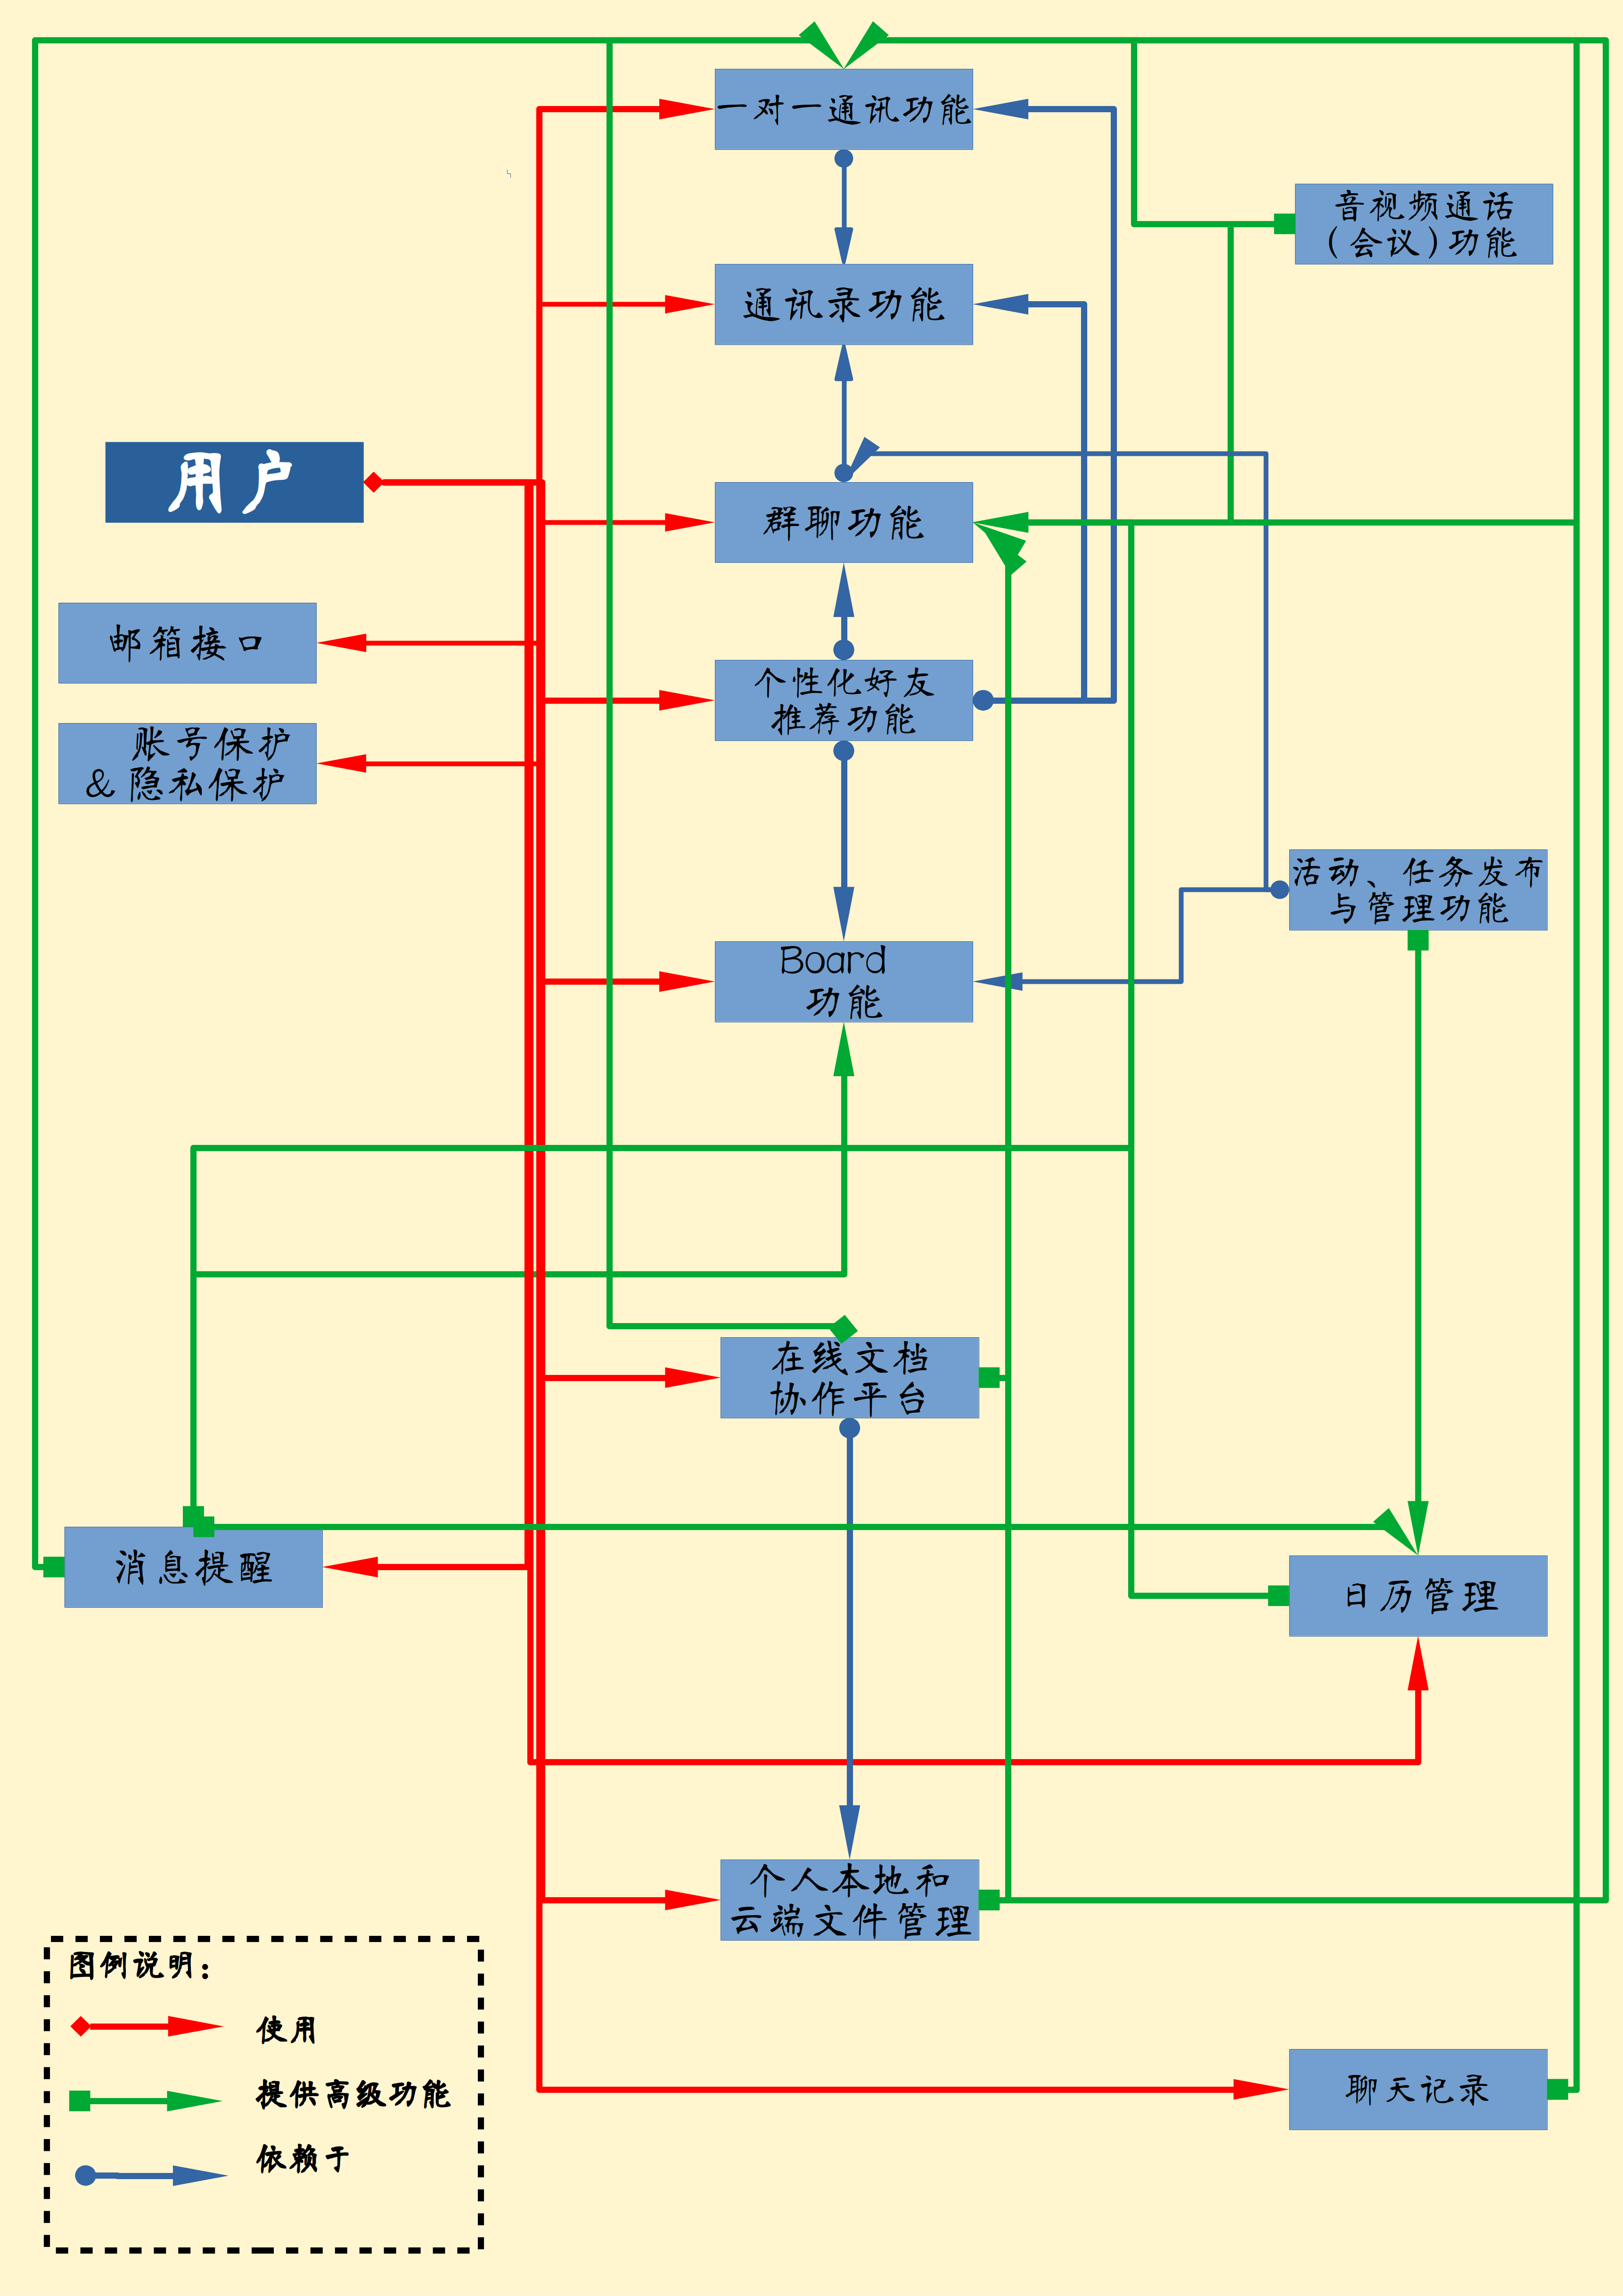 一对一通讯功能
音视频通话
(会议)功能
通讯录功能
用户
群聊功能
邮箱接口
个性化好友
推荐功能
账号保护
&隐私保护
活动、任务发布
与管理功能
Board
功能
在线文档
协作平台
消息提醒
日历管理
个人本地和
云端文件管理
图例说明:
使用
提供高级功能
依赖于
聊天记录